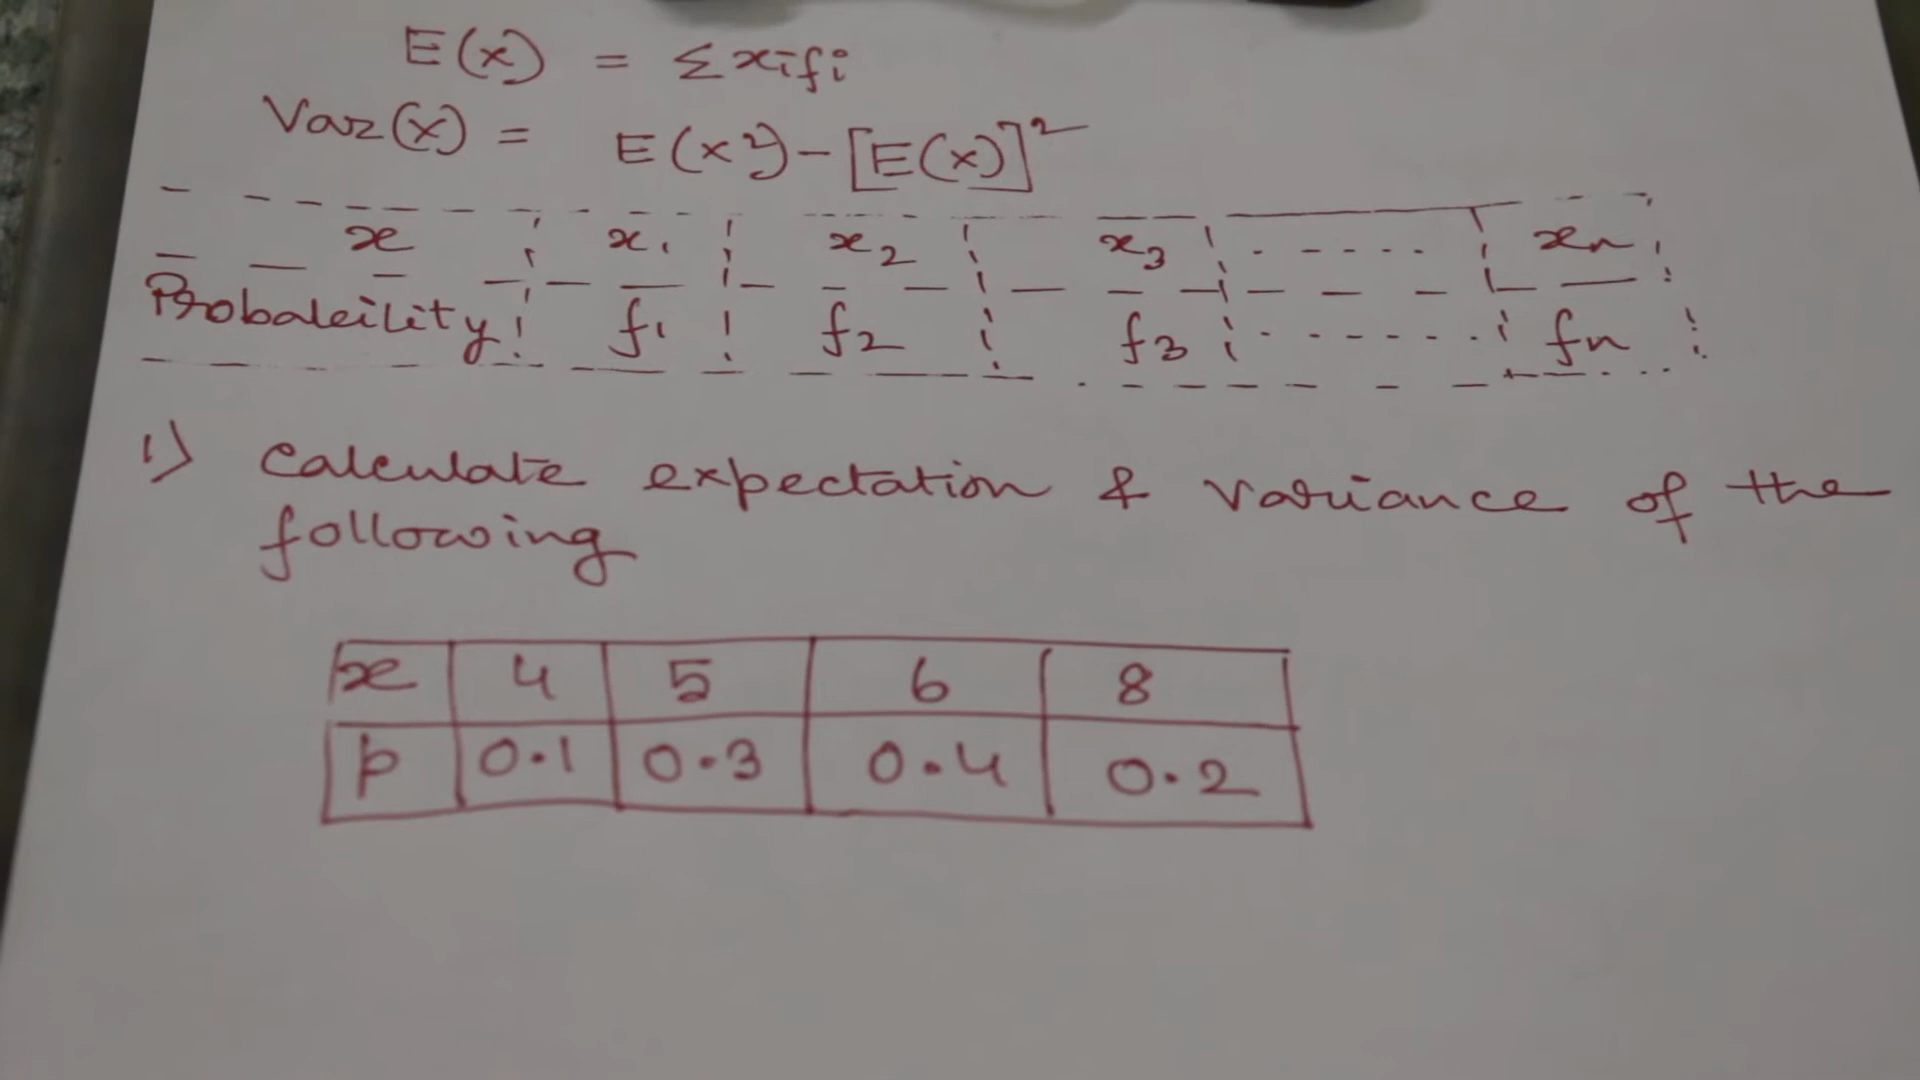 E(x) = Σxifi
Var(x) = E(x²)-[E(x)]²
x x1 x2 x3 ...... xn
Probability f1 f2 f3 ....... fn
1) Calculate expectation & variance of the
following
x 4 5 6 8
p 0.1 0.3 0.4 0.2